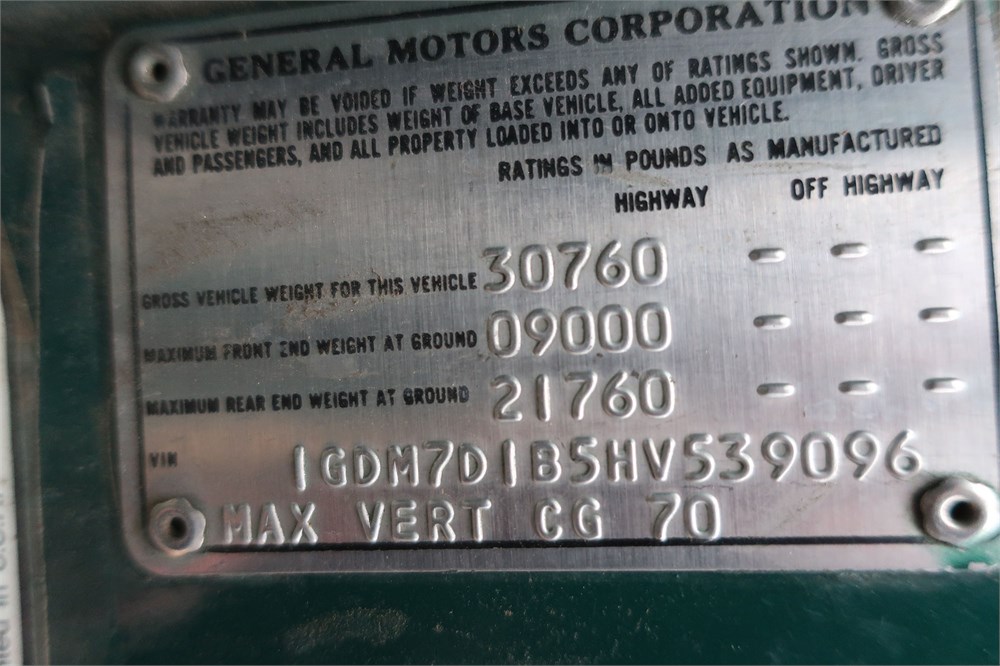 GENERAL MOTORS CORPORATION
WARRANTY MAY BE VOIDED IF WEIGHT EXCEEDS ANY OF RATINGS SHOWN. GROSS
VEHICLE WEIGHT INCLUDES WEIGHT OF BASE VEHICLE, ALL ADDED EQUIPMENT, DRIVER
AND PASSENGERS, AND ALL PROPERTY LOADED INTO OR ONTO VEHICLE.
RATINGS IN POUNDS AS MANUFACTURED
HIGHWAY OFF HIGHWAY
GROSS VEHICLE WEIGHT FOR THIS VEHICLE 30760 - - -
MAXIMUM FRONT END WEIGHT AT GROUND 09000 - - -
MAXIMUM REAR END WEIGHT AT GROUND 21760 - - -
VIN 1GDM7D1B5HV539096
MAX VERT CG 70